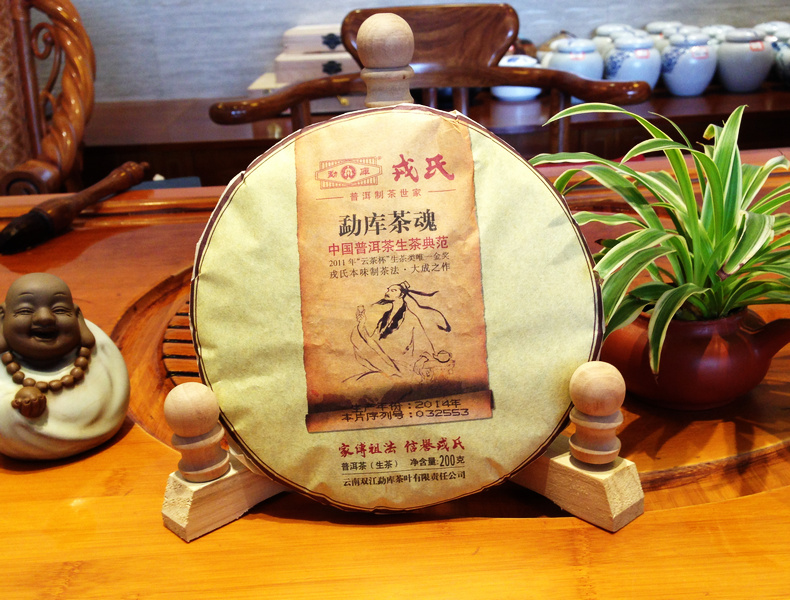 勐库 戎氏
普洱制茶世家
勐库茶魂
中国普洱茶生茶典范
2011年“云茶杯”生茶类唯一金奖
戎氏本味制茶法·大成之作
:2014年
本片序列号:032553
家传祖法 信誉戎氏
普洱茶(生茶) 净含量:200克
云南双江勐库茶叶有限责任公司